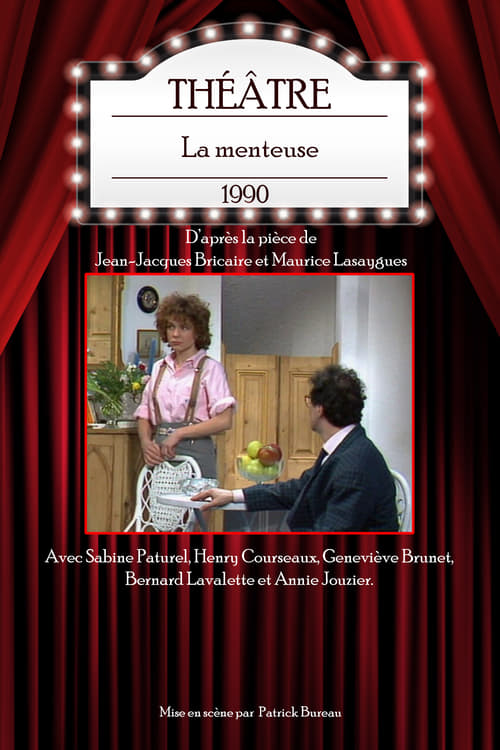 THÉÂTRE
La menteuse
1990
D'après la pièce de
Jean-Jacques Bricaire et Maurice Lasaygues
Avec Sabine Paturel, Henry Courseaux, Geneviève Brunet,
Bernard Lavalette et Annie Jouzier.
Mise en scène par Patrick Bureau